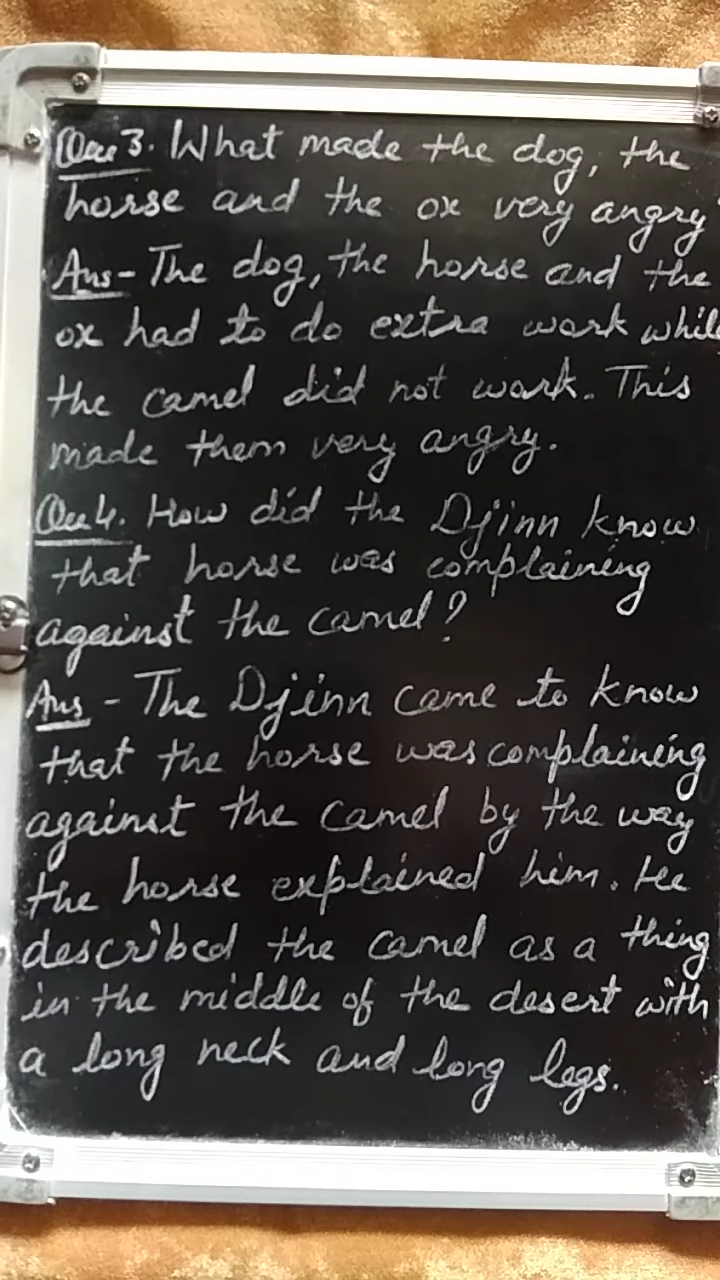 Que 3. What made the dog, the
horse and the ox very angry?
Ans - The dog, the horse and the
ox had to do extra work while
the camel did not work. This
made them very angry.
Que 4. How did the Djinn know
that horse was complaining
against the camel?
Ans - The Djinn came to know
that the horse was complaining
against the camel by the way
the horse explained him. He
described the camel as a thing
in the middle of the desert with
a long neck and long legs.